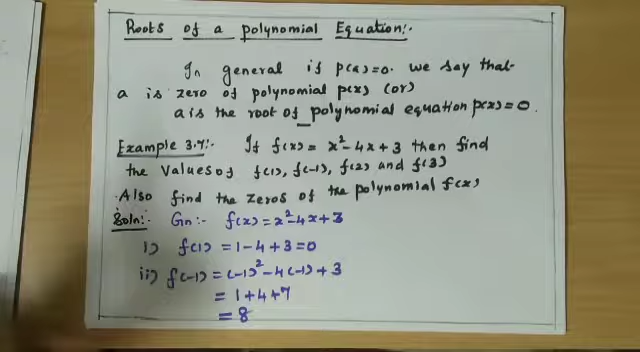 Roots of a polynomial Equation:-
In general if p(a)=0. we say that
a is zero of polynomial p(x) (or)
a is the root of polynomial equation p(x)=0.
Example 3.7:- If f(x) = x²-4x+3 then find
the values of f(1), f(-1), f(2) and f(3)
Also find the zeros of the polynomial f(x)
Soln:- Gn:- f(x) = x²-4x+3
i) f(1) = 1-4+3=0
ii) f(-1) = (-1)²-4(-1)+3
= 1+4+7
= 8